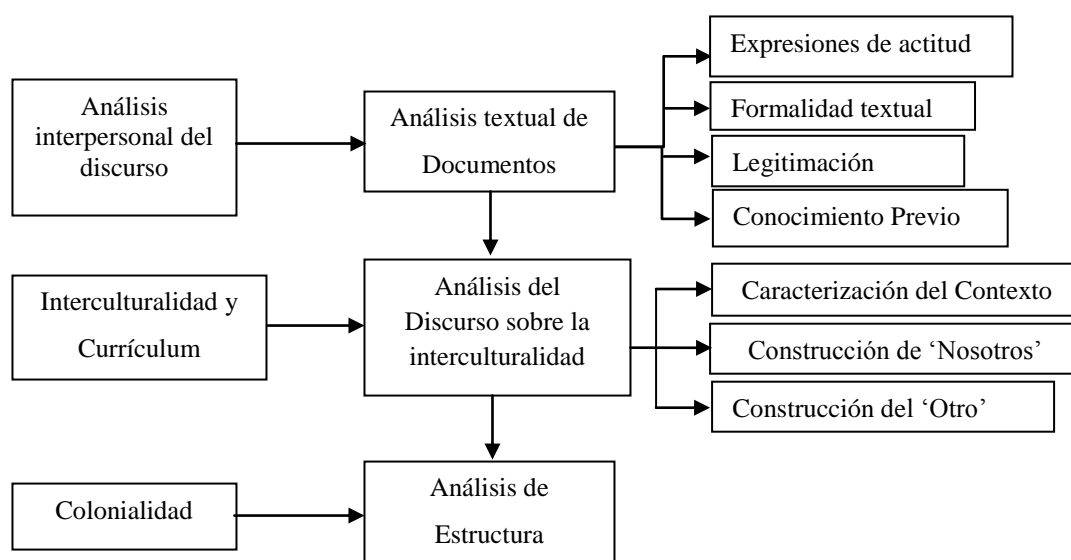 Análisis
interpersonal del
discurso
Análisis textual de
Documentos
Expresiones de actitud
Formalidad textual
Legitimación
Conocimiento Previo
Interculturalidad y
Currículum
Análisis del
Discurso sobre la
interculturalidad
Caracterización del Contexto
Construcción de ‘Nosotros’
Construcción del ‘Otro’
Colonialidad
Análisis de
Estructura